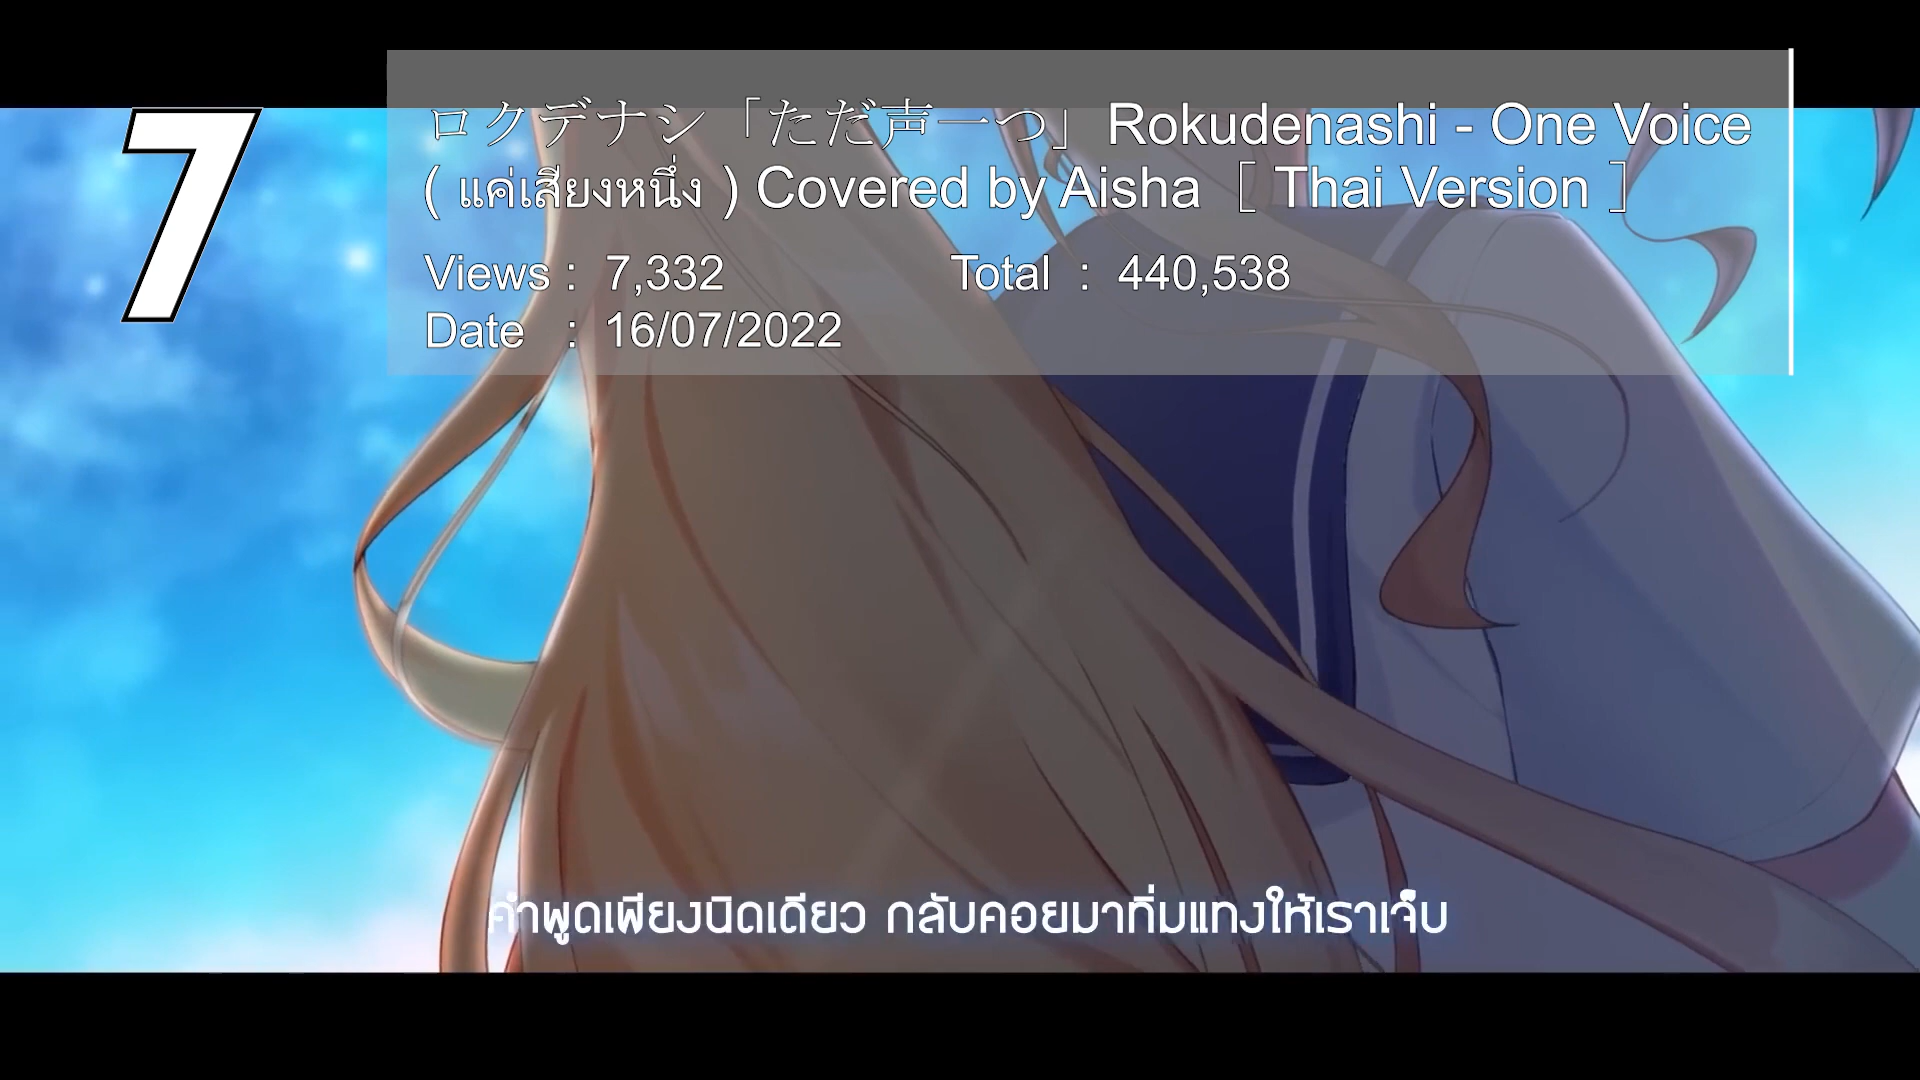 7
ロクデナシ「ただ声一つ」Rokudenashi - One Voice
( แค่เสียงหนึ่ง ) Covered by Aisha［ Thai Version ］
Views : 7,332 Total : 440,538
Date : 16/07/2022
คำพูดเพียงนิดเดียว กลับคอยมาทิ่มแทงให้เราเจ็บ